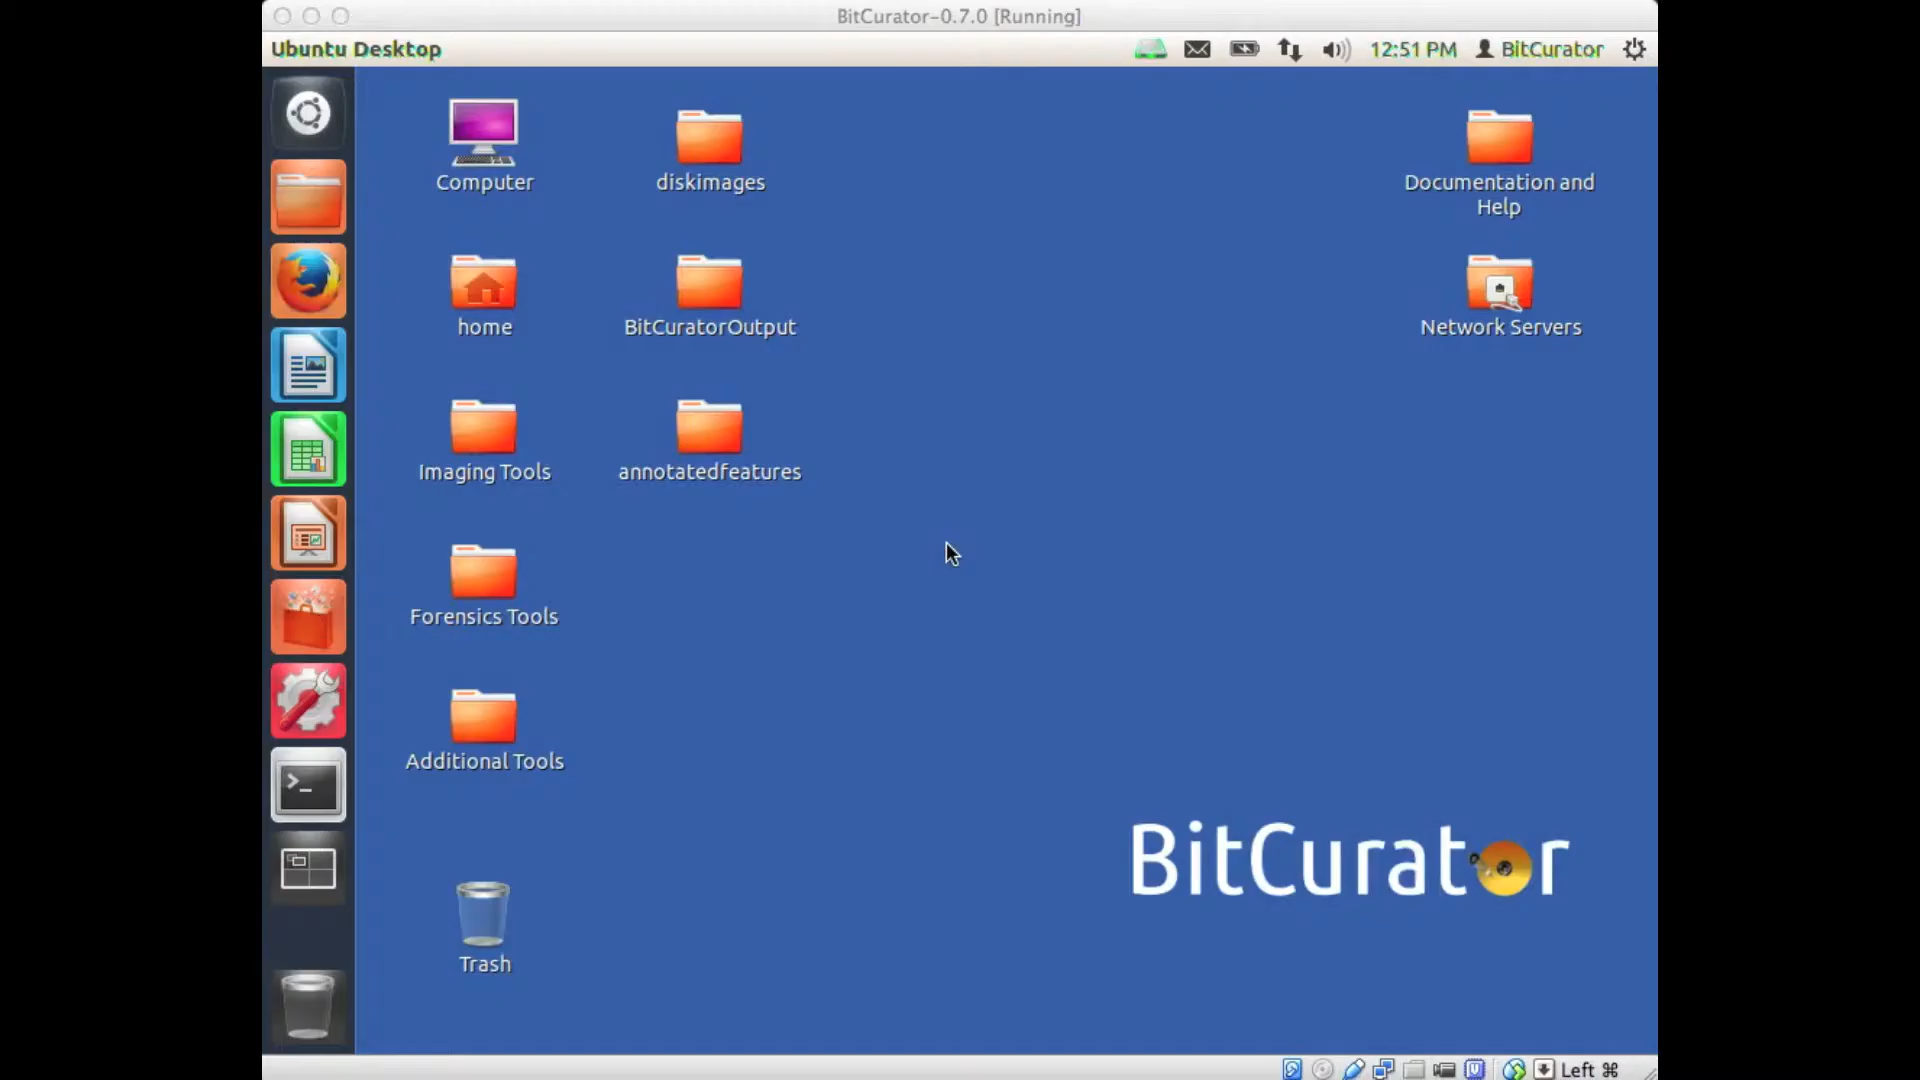 BitCurator-0.7.0 [Running]
Ubuntu Desktop
12:51 PM
BitCurator
Computer
diskimages
Documentation and
Help
home
BitCuratorOutput
Network Servers
Imaging Tools
annotatedfeatures
Forensics Tools
Additional Tools
BitCurator
Trash
Left ⌘